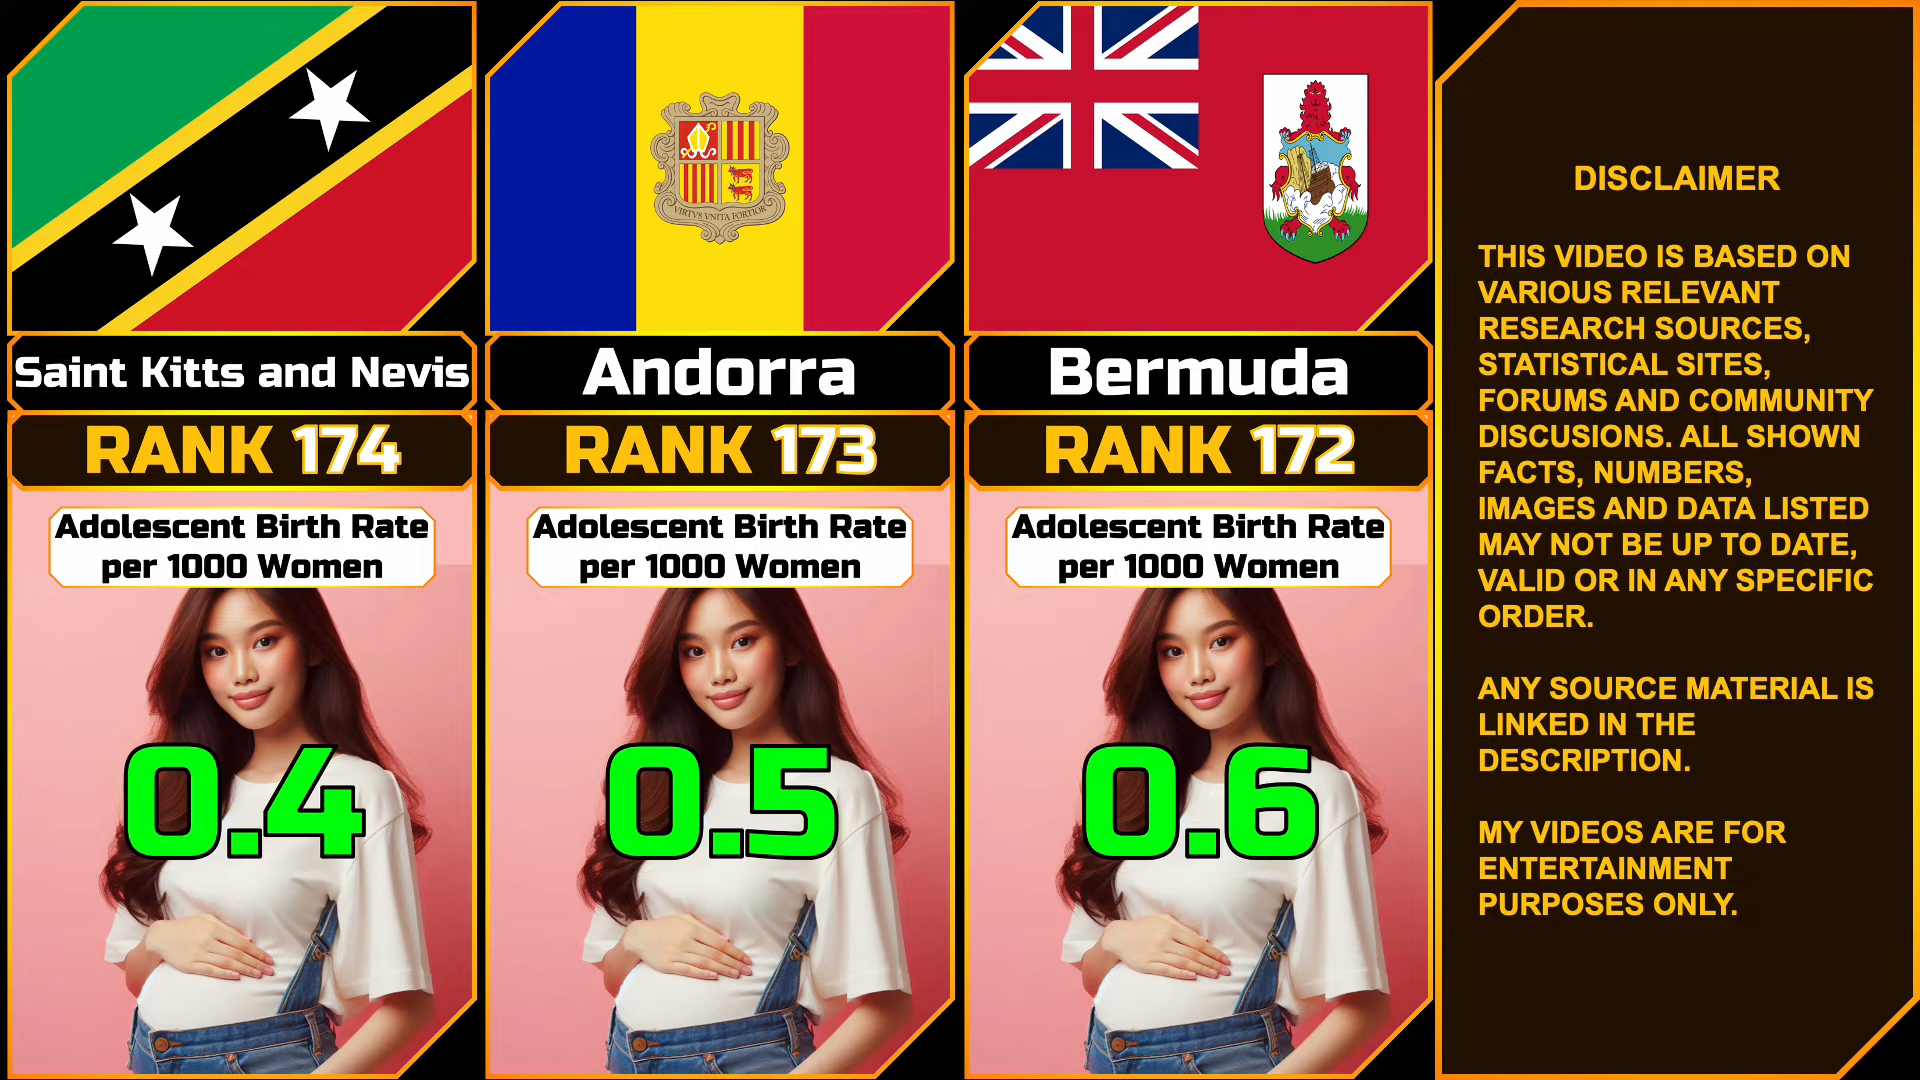 VIRTVS VNITA FORTIOR
Saint Kitts and Nevis
RANK 174
Adolescent Birth Rate
per 1000 Women
0.4
Andorra
RANK 173
Adolescent Birth Rate
per 1000 Women
0.5
Bermuda
RANK 172
Adolescent Birth Rate
per 1000 Women
0.6
DISCLAIMER
THIS VIDEO IS BASED ON
VARIOUS RELEVANT
RESEARCH SOURCES,
STATISTICAL SITES,
FORUMS AND COMMUNITY
DISCUSIONS. ALL SHOWN
FACTS, NUMBERS,
IMAGES AND DATA LISTED
MAY NOT BE UP TO DATE,
VALID OR IN ANY SPECIFIC
ORDER.
ANY SOURCE MATERIAL IS
LINKED IN THE
DESCRIPTION.
MY VIDEOS ARE FOR
ENTERTAINMENT
PURPOSES ONLY.